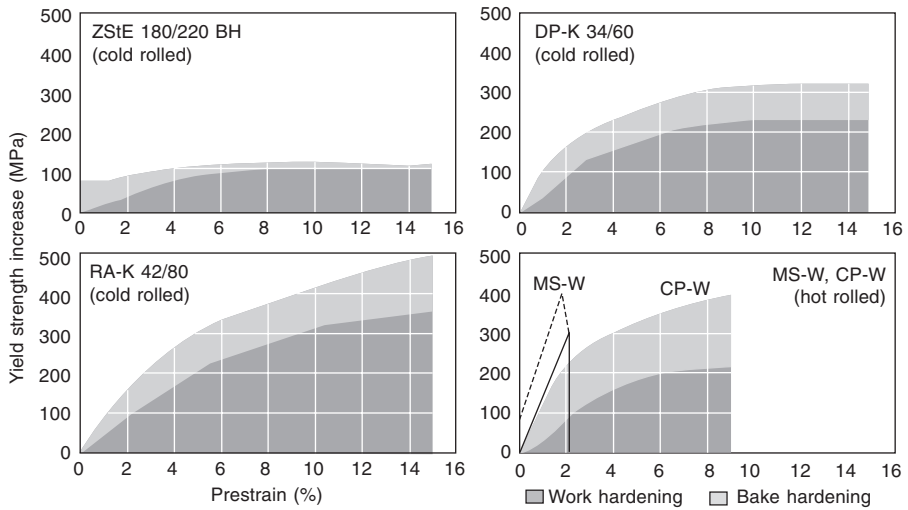 Yield strength increase (MPa)
500
400
300
200
100
0
ZStE 180/220 BH
(cold rolled)
0 2 4 6 8 10 12 14 16
500
400
300
200
100
0
DP-K 34/60
(cold rolled)
0 2 4 6 8 10 12 14 16
500
400
300
200
100
0
RA-K 42/80
(cold rolled)
0 2 4 6 8 10 12 14 16
Prestrain (%)
500
400
300
200
100
0
MS-W
CP-W
MS-W, CP-W
(hot rolled)
0 2 4 6 8 10 12 14 16
Work hardening
Bake hardening